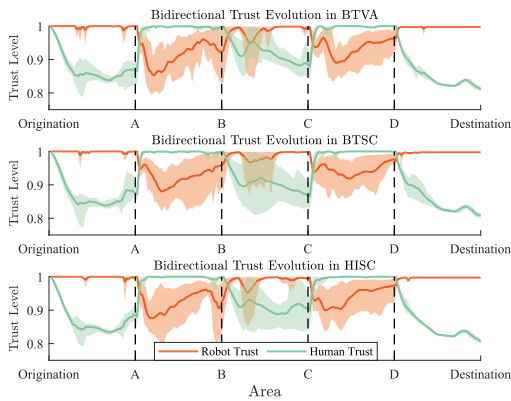 Bidirectional Trust Evolution in BTVA
Trust Level
1
0.9
0.8
Origination A B C D Destination
Bidirectional Trust Evolution in BTSC
Trust Level
1
0.9
0.8
Origination A B C D Destination
Bidirectional Trust Evolution in HISC
Trust Level
1
0.9
0.8
Robot Trust Human Trust
Origination A B C D Destination
Area